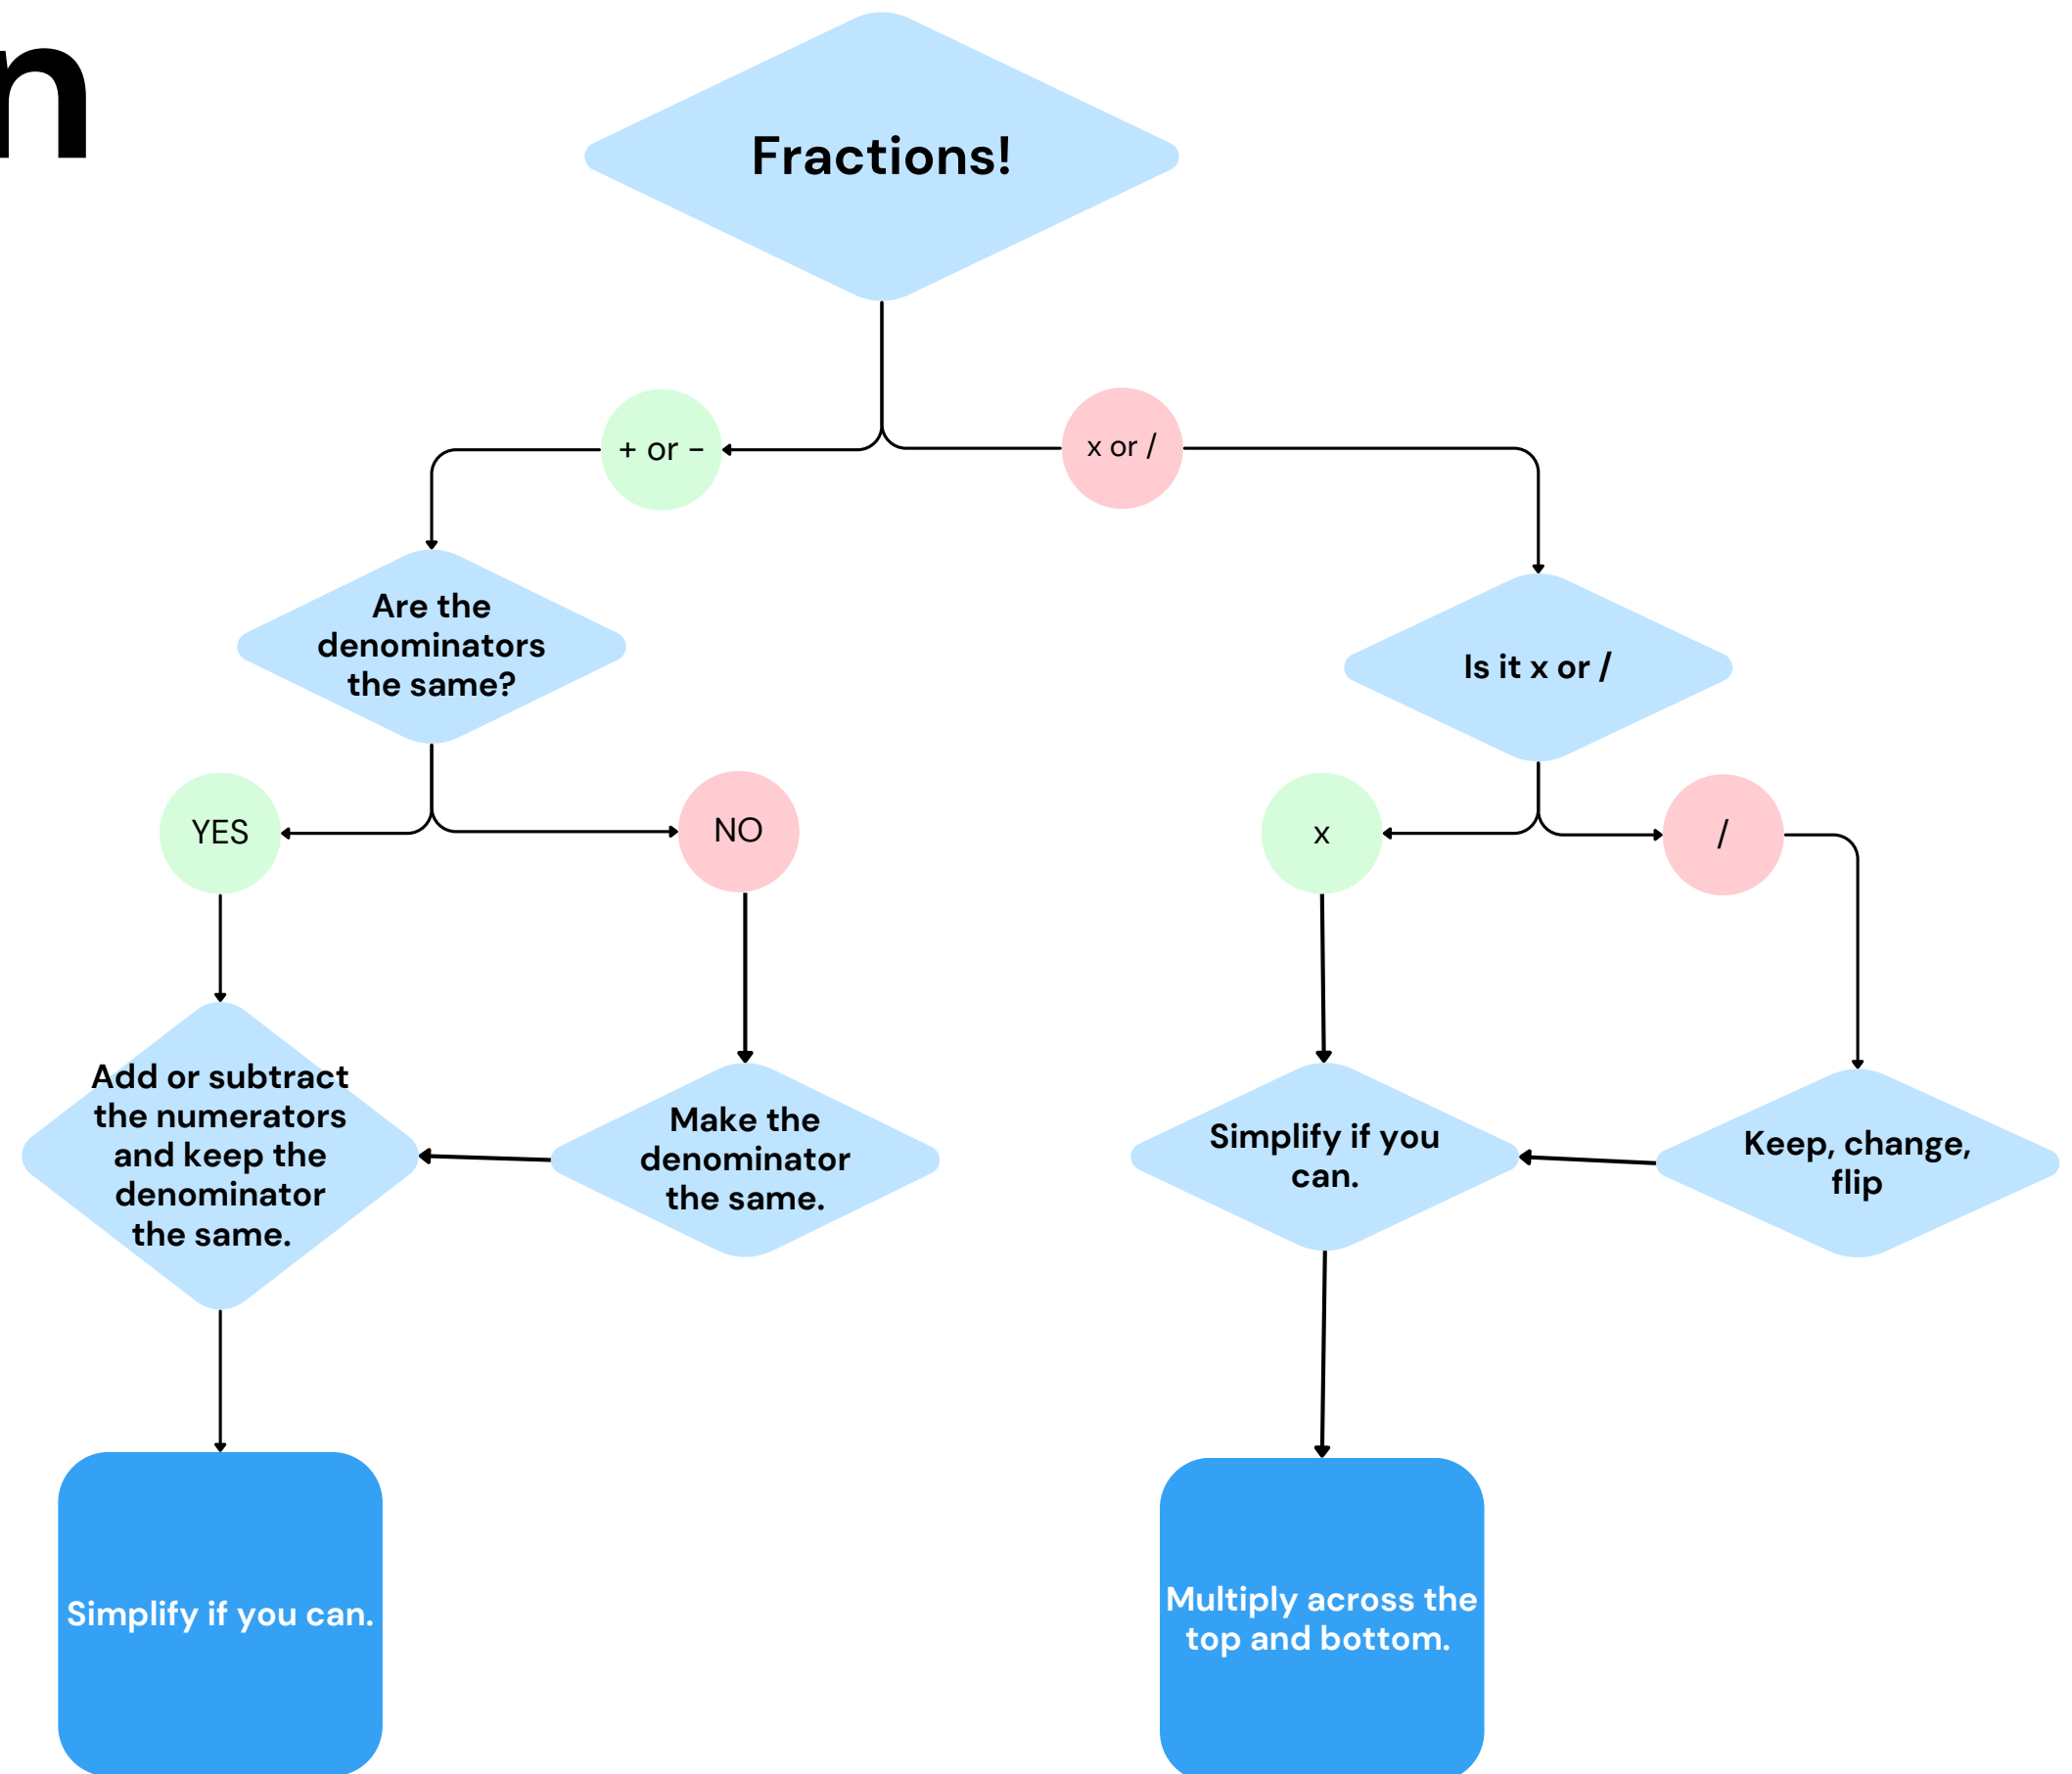 n
Fractions!
+ or -
x or /
Are the
denominators
the same?
Is it x or /
YES
NO
x
/
Add or subtract
the numerators
and keep the
denominator
the same.
Make the
denominator
the same.
Simplify if you
can.
Keep, change,
flip
Simplify if you can.
Multiply across the
top and bottom.